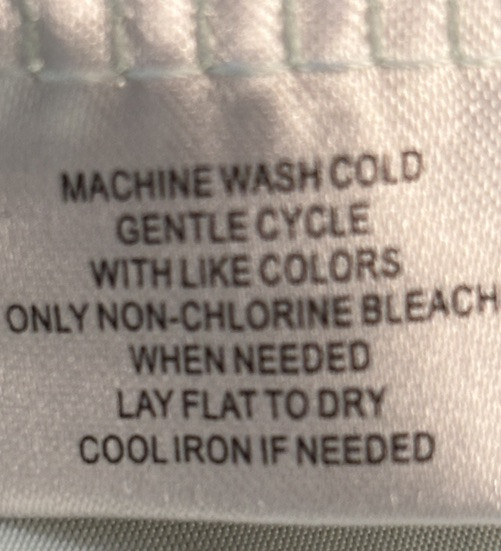 MACHINE WASH COLD
GENTLE CYCLE
WITH LIKE COLORS
ONLY NON-CHLORINE BLEACH
WHEN NEEDED
LAY FLAT TO DRY
COOL IRON IF NEEDED